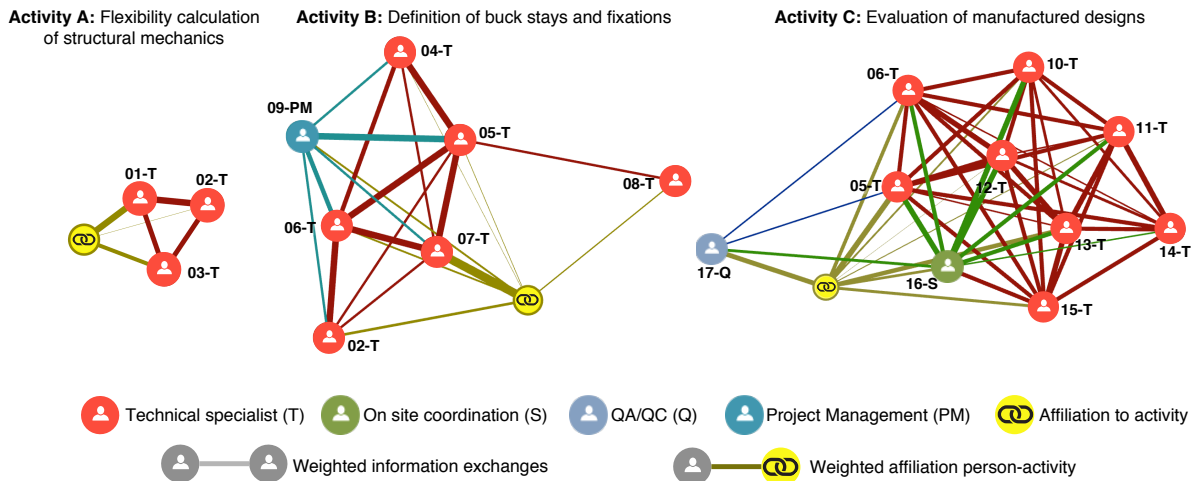 Activity A: Flexibility calculation
of structural mechanics
Activity B: Definition of buck stays and fixations
Activity C: Evaluation of manufactured designs
01-T
02-T
03-T
04-T
09-PM
05-T
08-T
06-T
07-T
02-T
10-T
06-T
11-T
05-T
12-T
13-T
14-T
17-Q
16-S
15-T
Technical specialist (T)
On site coordination (S)
QA/QC (Q)
Project Management (PM)
Affiliation to activity
Weighted information exchanges
Weighted affiliation person-activity